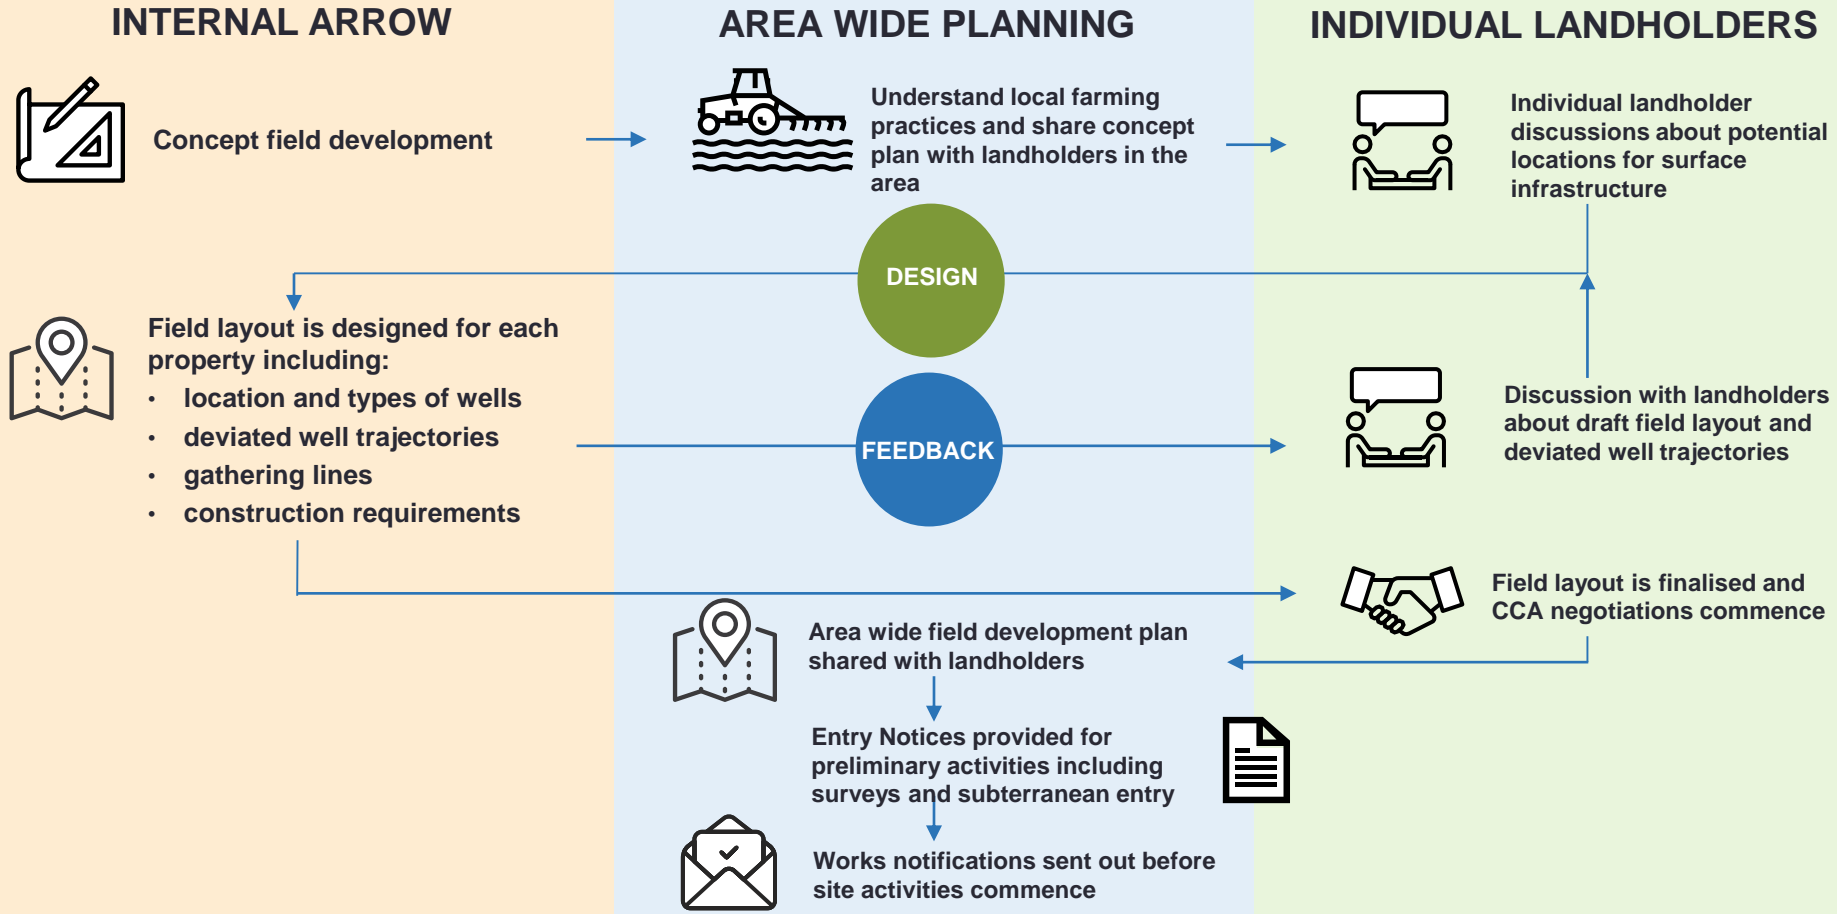 INTERNAL ARROW
AREA WIDE PLANNING
INDIVIDUAL LANDHOLDERS
Concept field development
Understand local farming
practices and share concept
plan with landholders in the
area
Individual landholder
discussions about potential
locations for surface
infrastructure
DESIGN
Field layout is designed for each
property including:
• location and types of wells
• deviated well trajectories
• gathering lines
• construction requirements
FEEDBACK
Discussion with landholders
about draft field layout and
deviated well trajectories
Field layout is finalised and
CCA negotiations commence
Area wide field development plan
shared with landholders
Entry Notices provided for
preliminary activities including
surveys and subterranean entry
Works notifications sent out before
site activities commence